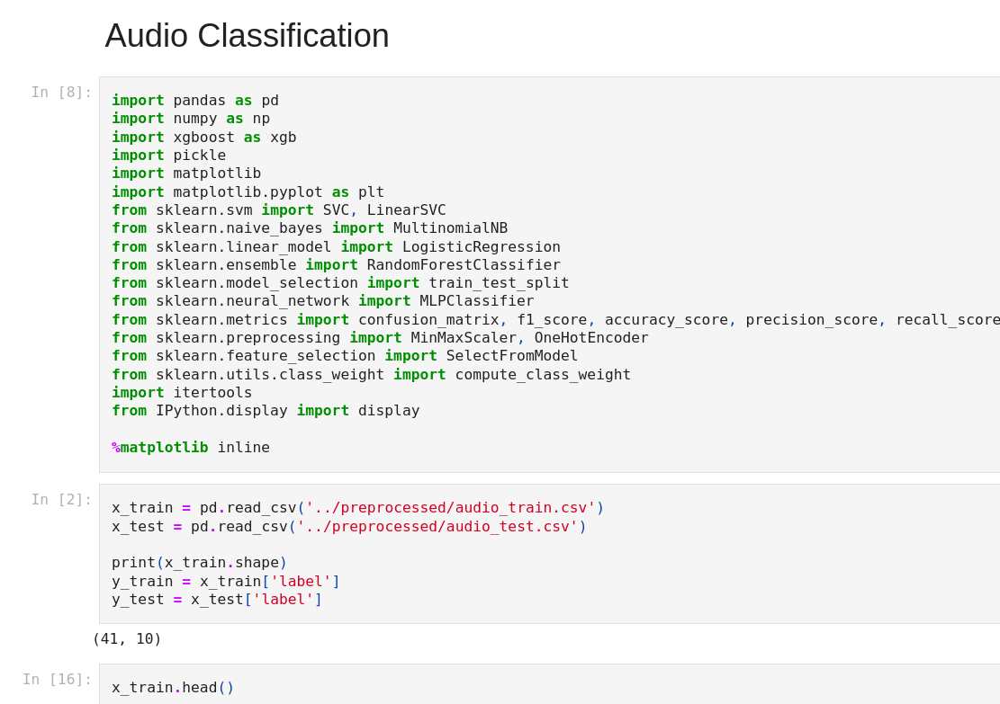 Audio Classification
In [8]:
import pandas as pd
import numpy as np
import xgboost as xgb
import pickle
import matplotlib
import matplotlib.pyplot as plt
from sklearn.svm import SVC, LinearSVC
from sklearn.naive_bayes import MultinomialNB
from sklearn.linear_model import LogisticRegression
from sklearn.ensemble import RandomForestClassifier
from sklearn.model_selection import train_test_split
from sklearn.neural_network import MLPClassifier
from sklearn.metrics import confusion_matrix, f1_score, accuracy_score, precision_score, recall_score
from sklearn.preprocessing import MinMaxScaler, OneHotEncoder
from sklearn.feature_selection import SelectFromModel
from sklearn.utils.class_weight import compute_class_weight
import itertools
from IPython.display import display
%matplotlib inline
In [2]:
x_train = pd.read_csv('../preprocessed/audio_train.csv')
x_test = pd.read_csv('../preprocessed/audio_test.csv')
print(x_train.shape)
y_train = x_train['label']
y_test = x_test['label']
(41, 10)
In [16]:
x_train.head()